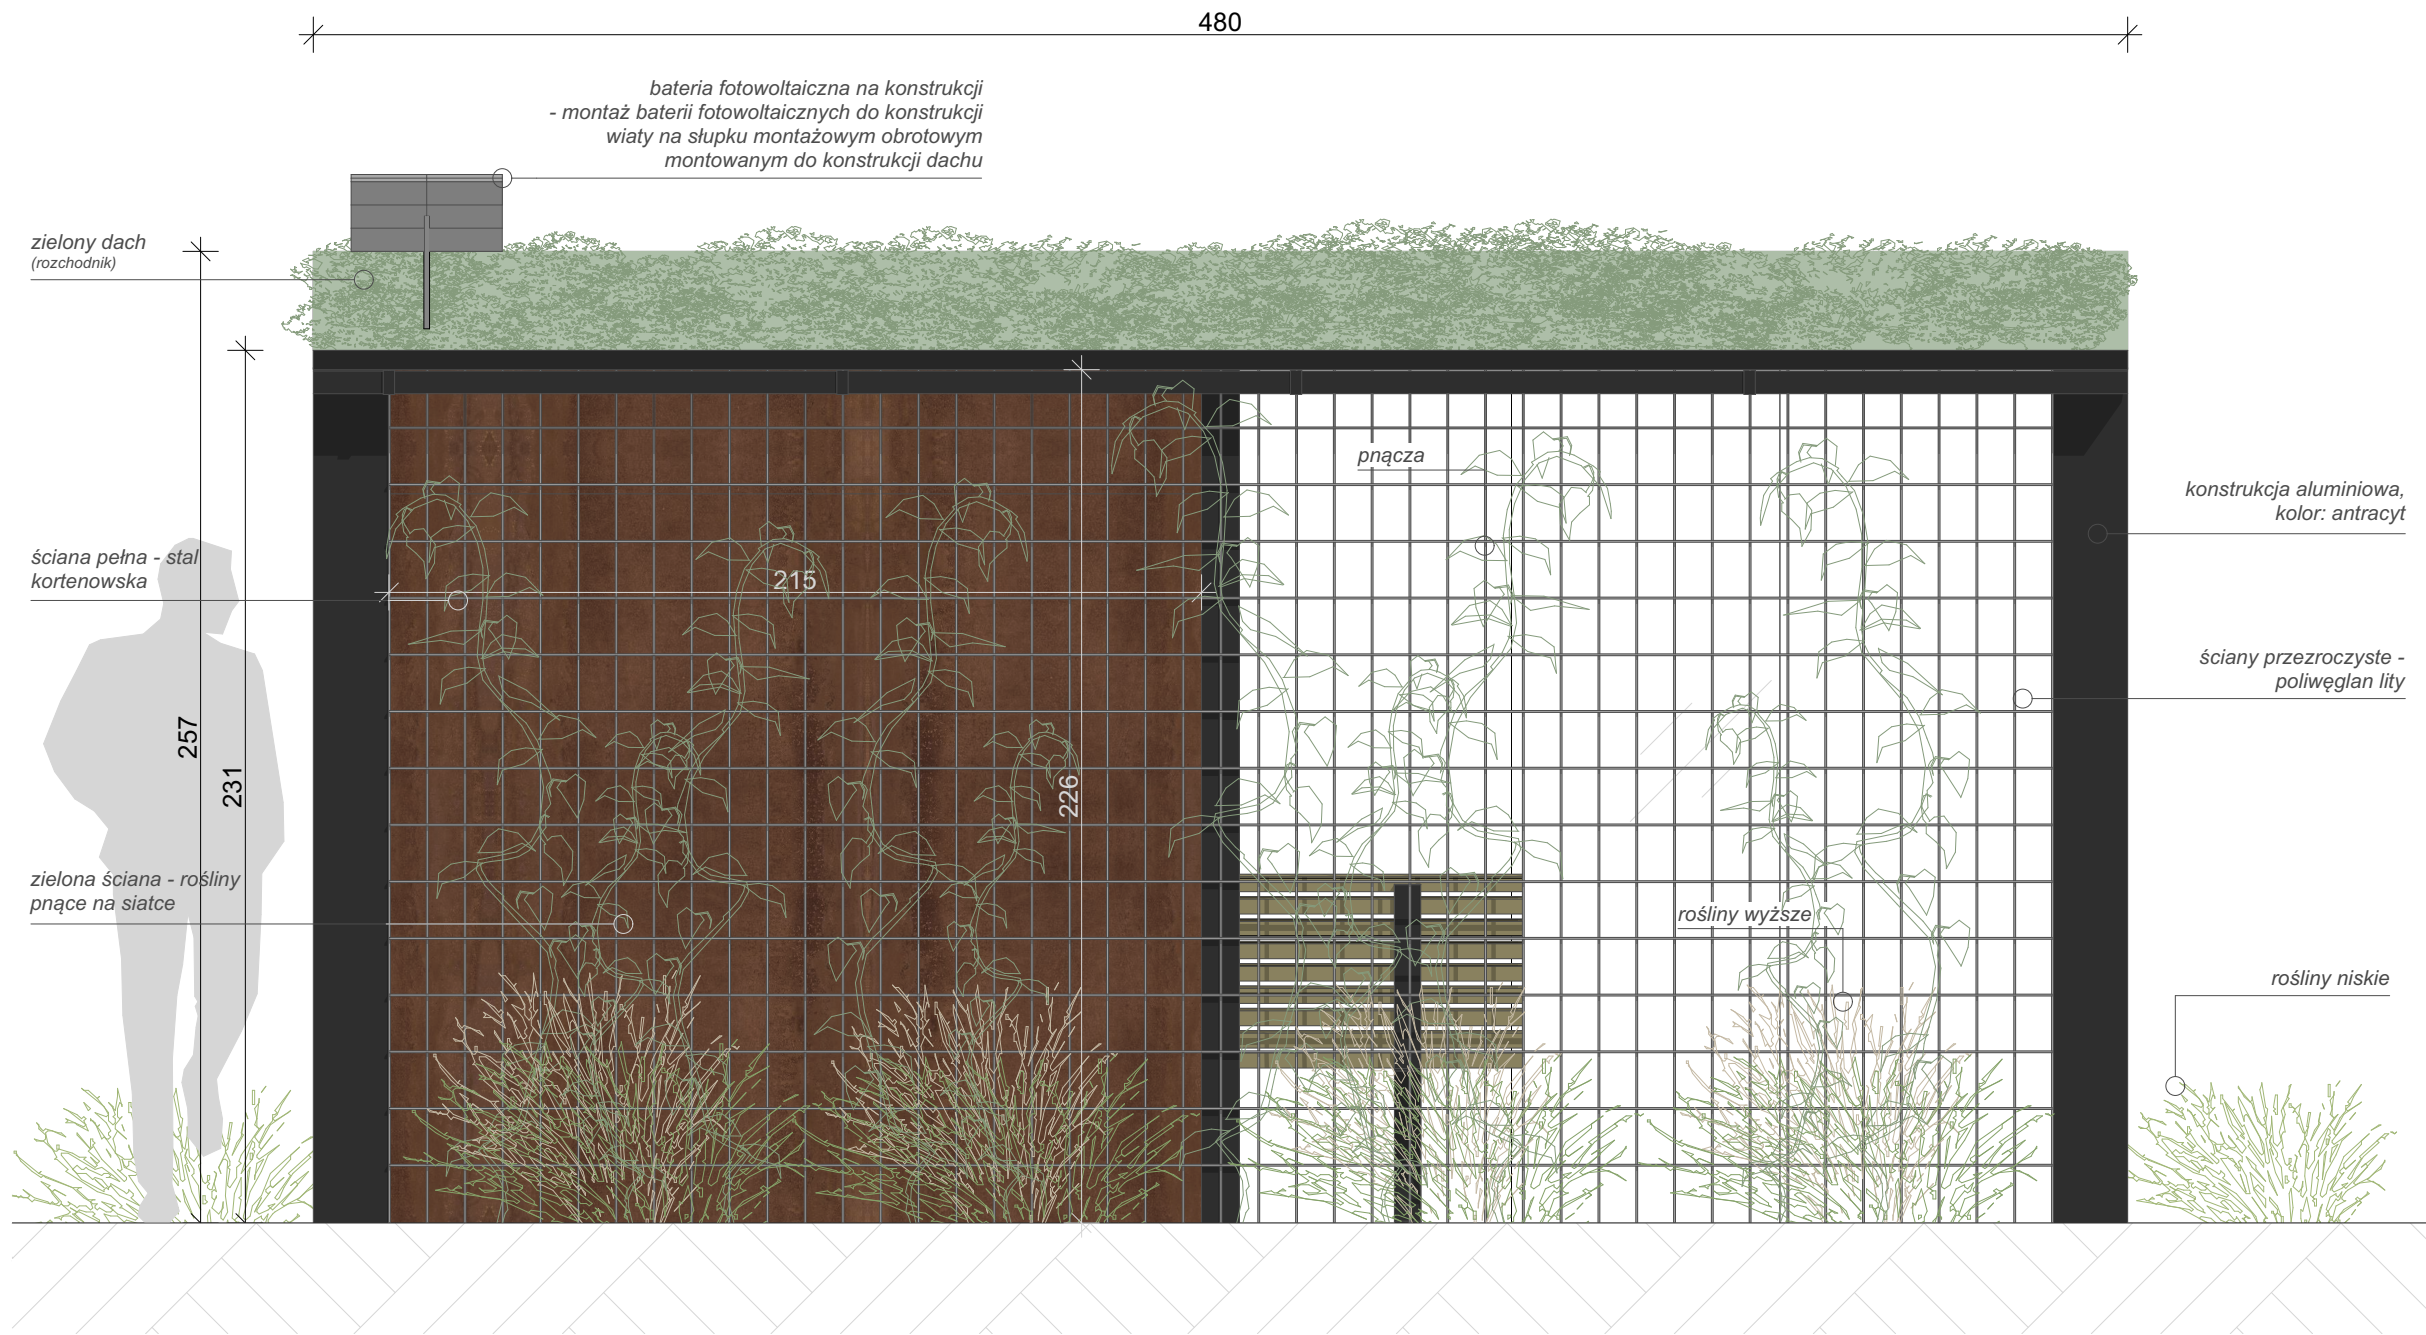 480
bateria fotowoltaiczna na konstrukcji
- montaż baterii fotowoltaicznych do konstrukcji
wiaty na słupku montażowym obrotowym
montowanym do konstrukcji dachu
zielony dach
(rozchodnik)
pnącza
konstrukcja aluminiowa,
kolor: antracyt
ściana pełna - stal
kortenowska
215
ściany przezroczyste -
poliwęglan lity
257
231
226
zielona ściana - rośliny
pnące na siatce
rośliny wyższe
rośliny niskie